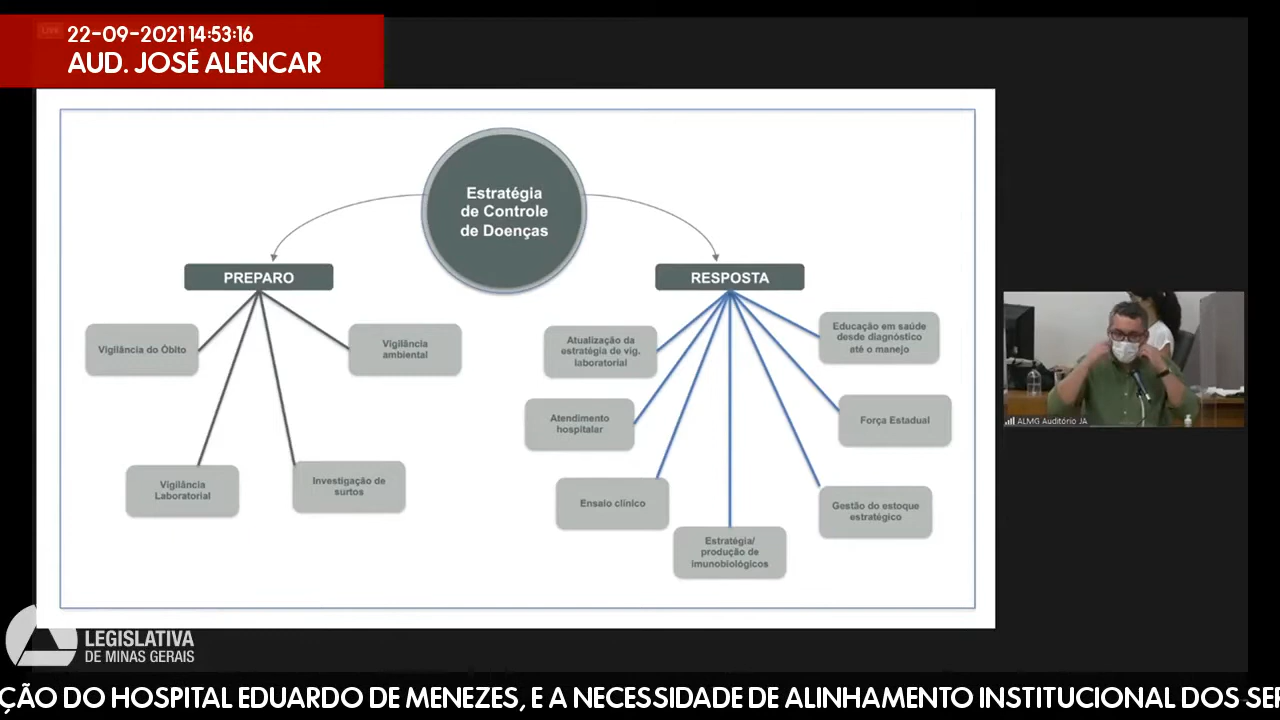 LIVE
22-09-2021 14:53:16
AUD. JOSÉ ALENCAR
Estratégia
de Controle
de Doenças
PREPARO
RESPOSTA
Vigilância do Óbito
Vigilância
ambiental
Vigilância
Laboratorial
Investigação de
surtos
Atualização da
estratégia de vig.
laboratorial
Educação em saúde
desde diagnóstico
até o manejo
Atendimento
hospitalar
Força Estadual
Ensaio clínico
Gestão do estoque
estratégico
Estratégia/
produção de
imunobiológicos
ALMG Auditório JA
LEGISLATIVA
DE MINAS GERAIS
ÇÃO DO HOSPITAL EDUARDO DE MENEZES, E A NECESSIDADE DE ALINHAMENTO INSTITUCIONAL DOS SER